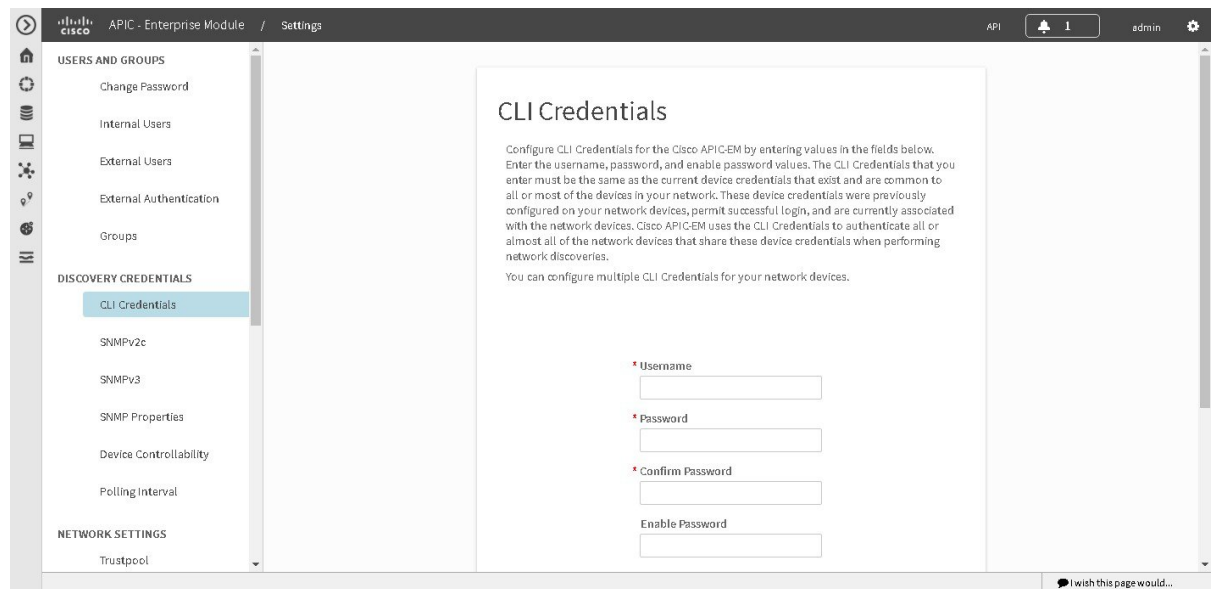 cisco APIC - Enterprise Module / Settings API 1 admin
USERS AND GROUPS
Change Password
Internal Users
External Users
External Authentication
Groups
DISCOVERY CREDENTIALS
CLI Credentials
SNMPv2c
SNMPv3
SNMP Properties
Device Controllability
Polling Interval
NETWORK SETTINGS
Trustpool
CLI Credentials
Configure CLI Credentials for the Cisco APIC-EM by entering values in the fields below.
Enter the username, password, and enable password values. The CLI Credentials that you
enter must be the same as the current device credentials that exist and are common to
all or most of the devices in your network. These device credentials were previously
configured on your network devices, permit successful login, and are currently associated
with the network devices. Cisco APIC-EM uses the CLI Credentials to authenticate all or
almost all of the network devices that share these device credentials when performing
network discoveries.
You can configure multiple CLI Credentials for your network devices.
* Username
* Password
* Confirm Password
Enable Password
I wish this page would...